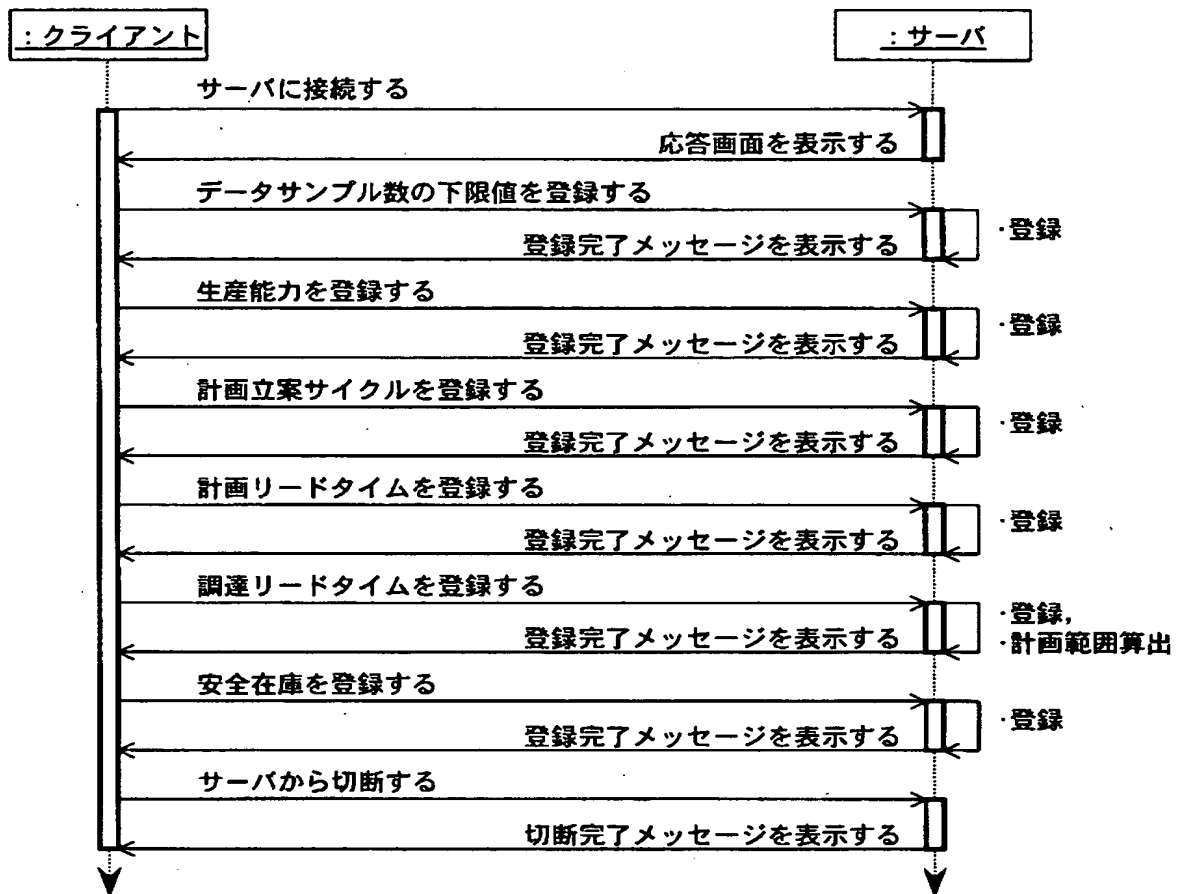 ：クライアント
：サーバ
サーバに接続する
応答画面を表示する
データサンプル数の下限値を登録する
・登録
登録完了メッセージを表示する
生産能力を登録する
・登録
登録完了メッセージを表示する
計画立案サイクルを登録する
・登録
登録完了メッセージを表示する
計画リードタイムを登録する
・登録
登録完了メッセージを表示する
調達リードタイムを登録する
・登録,
登録完了メッセージを表示する
・計画範囲算出
安全在庫を登録する
・登録
登録完了メッセージを表示する
サーバから切断する
切断完了メッセージを表示する